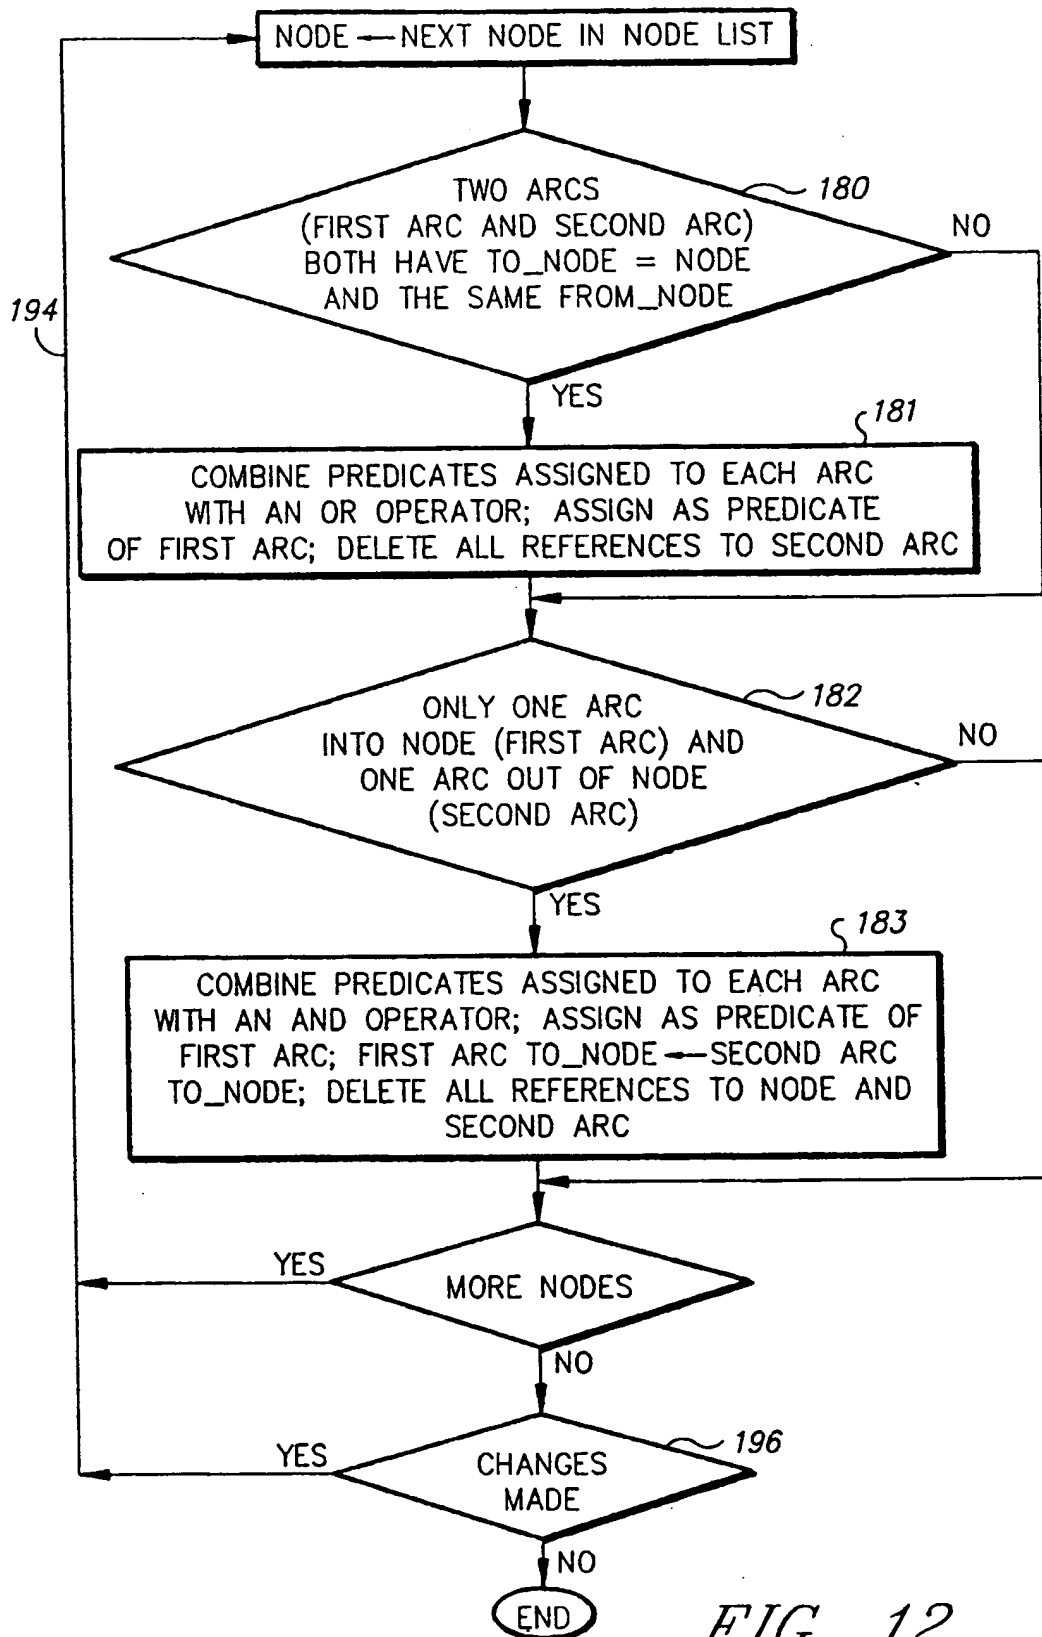 NODE ← NEXT NODE IN NODE LIST
TWO ARCS
(FIRST ARC AND SECOND ARC)
BOTH HAVE TO_NODE = NODE
AND THE SAME FROM_NODE
180
NO
194
YES
181
COMBINE PREDICATES ASSIGNED TO EACH ARC
WITH AN OR OPERATOR; ASSIGN AS PREDICATE
OF FIRST ARC; DELETE ALL REFERENCES TO SECOND ARC
182
ONLY ONE ARC
INTO NODE (FIRST ARC) AND
ONE ARC OUT OF NODE
(SECOND ARC)
NO
YES
183
COMBINE PREDICATES ASSIGNED TO EACH ARC
WITH AN AND OPERATOR; ASSIGN AS PREDICATE OF
FIRST ARC; FIRST ARC TO_NODE ← SECOND ARC
TO_NODE; DELETE ALL REFERENCES TO NODE AND
SECOND ARC
YES
MORE NODES
NO
196
YES
CHANGES
MADE
NO
END
FIG. 12